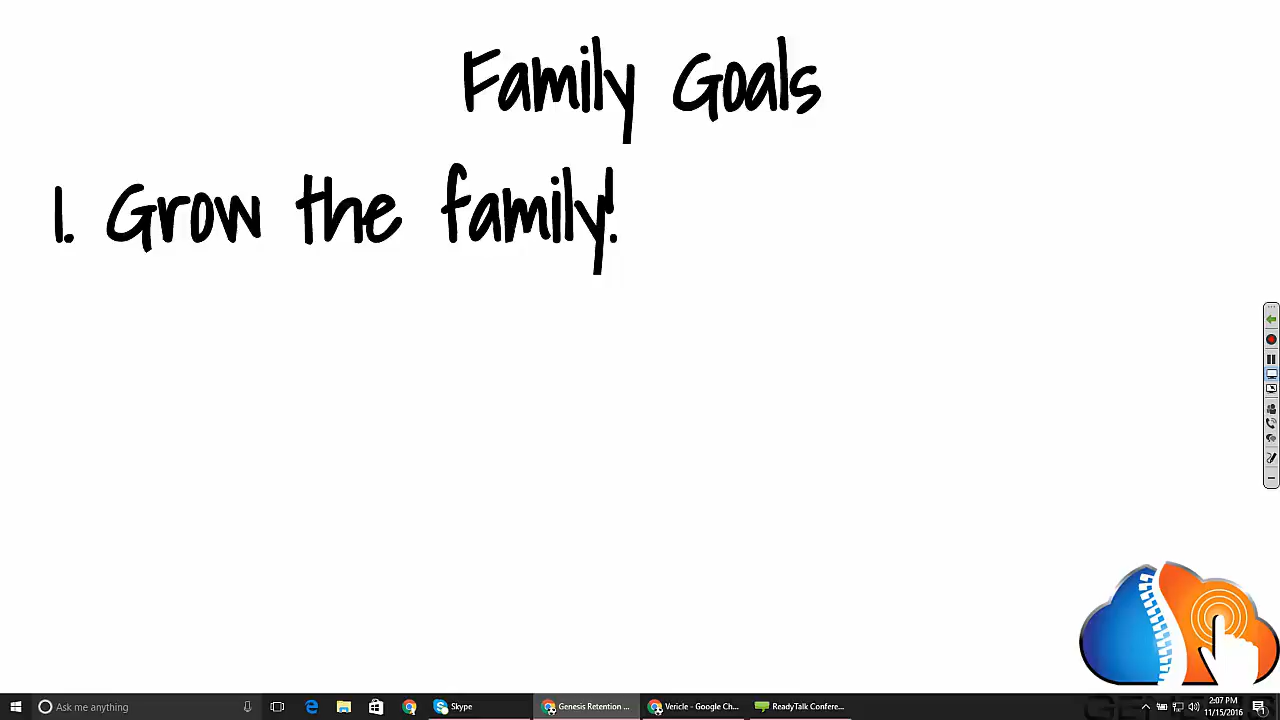 Family Goals
1. Grow the family!
Ask me anything
Skype
Genesis Retention ...
Vericle - Google Ch...
ReadyTalk Confere...
2:07 PM
11/15/2016